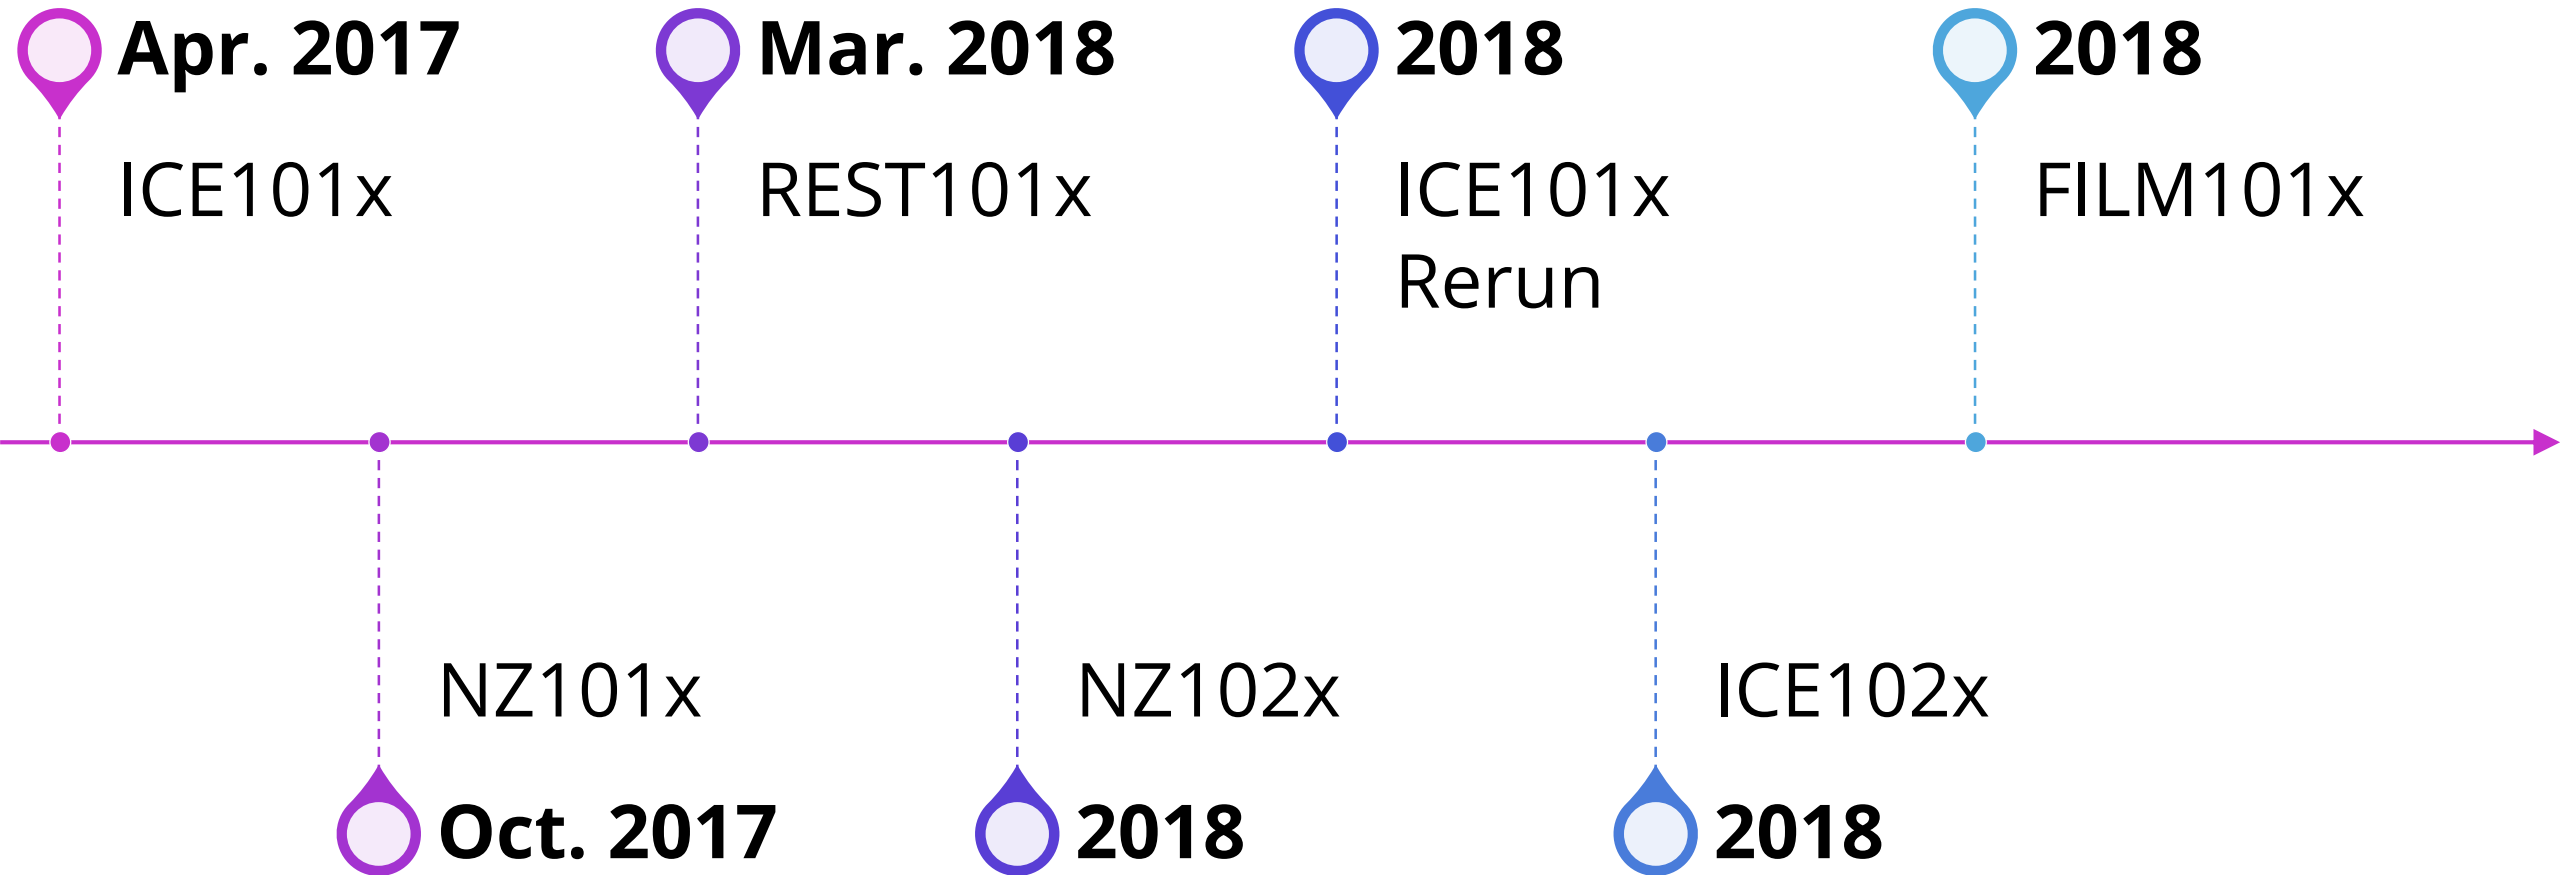 Apr. 2017
ICE101x
Mar. 2018
REST101x
2018
ICE101x
Rerun
2018
FILM101x
NZ101x
Oct. 2017
NZ102x
2018
ICE102x
2018